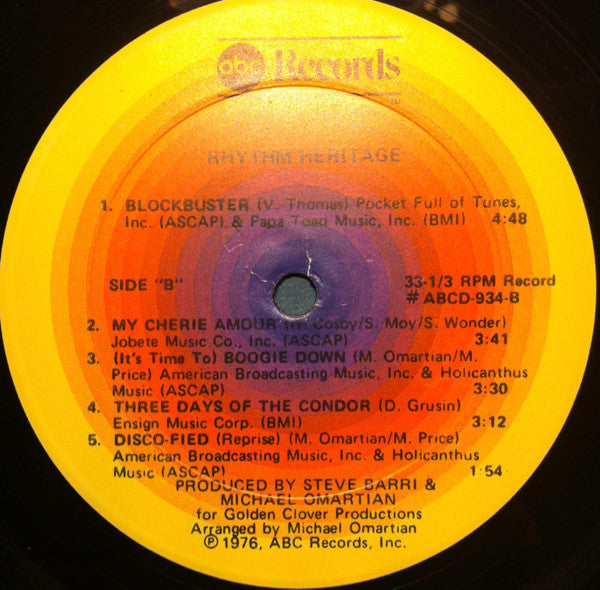 abc Records
RHYTHM HERITAGE
1. BLOCKBUSTER (V. Thomas) Pocket Full of Tunes,
Inc. (ASCAP) & Papa Toad Music, Inc. (BMI) 4:48
SIDE "B" 33-1/3 RPM Record
# ABCD-934-B
2. MY CHERIE AMOUR (H. Cosby/S. Moy/S. Wonder)
Jobete Music Co., Inc. (ASCAP) 3:41
3. (It's Time To) BOOGIE DOWN (M. Omartian/M.
Price) American Broadcasting Music, Inc. & Holicanthus
Music (ASCAP) 3:30
4. THREE DAYS OF THE CONDOR (D. Grusin)
Ensign Music Corp. (BMI) 3:12
5. DISCO-FIED (Reprise) (M. Omartian/M. Price)
American Broadcasting Music, Inc. & Holicanthus
Music (ASCAP) 1:54
PRODUCED BY STEVE BARRI &
MICHAEL OMARTIAN
for Golden Clover Productions
Arranged by Michael Omartian
℗ 1976, ABC Records, Inc.